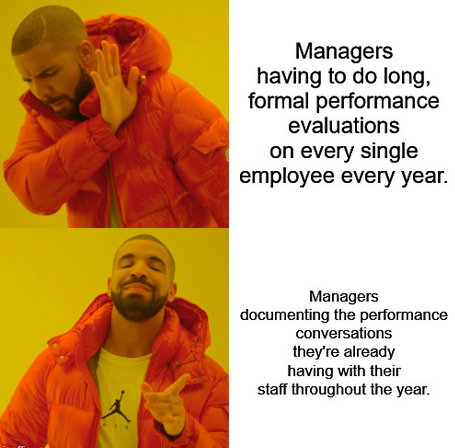 Managers
having to do long,
formal performance
evaluations
on every single
employee every year.
Managers
documenting the performance
conversations
they're already
having with their
staff throughout the year.